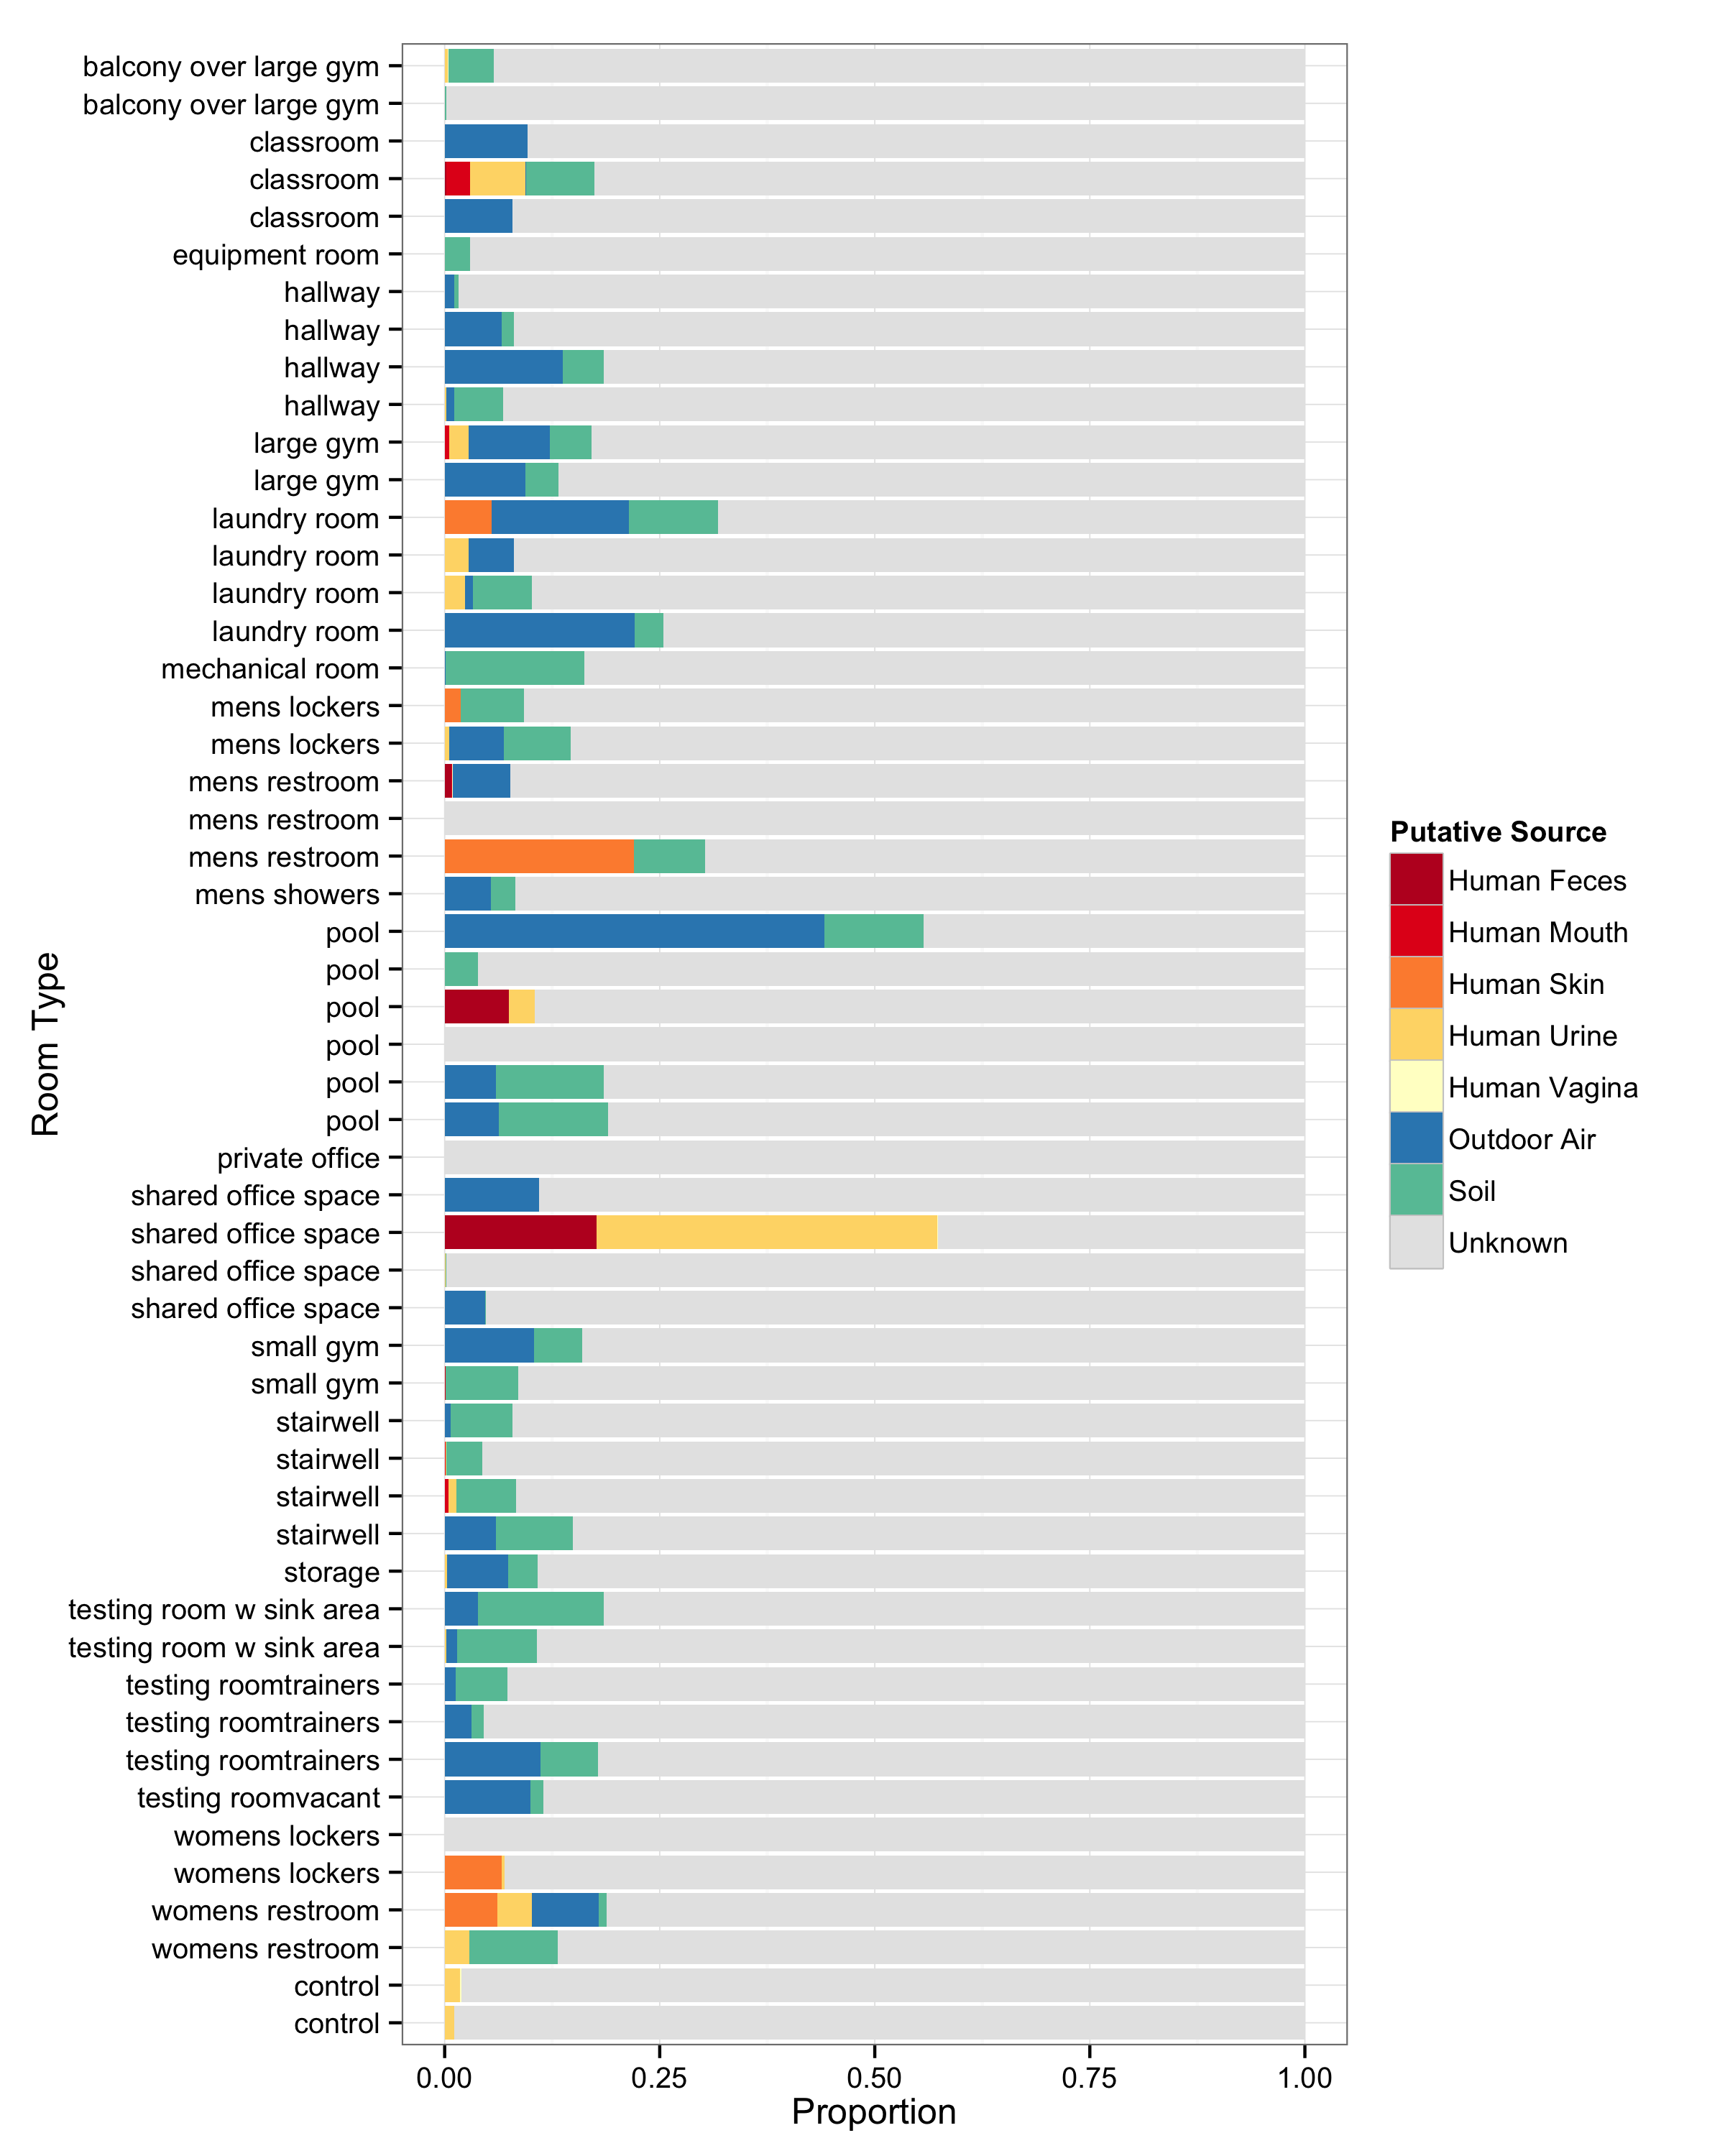 balcony over large gym
balcony over large gym
classroom
classroom
classroom
equipment room
hallway
hallway
hallway
hallway
large gym
large gym
laundry room
laundry room
laundry room
laundry room
mechanical room
mens lockers
mens lockers
mens restroom
mens restroom
mens restroom
mens showers
pool
pool
pool
pool
pool
pool
private office
shared office space
shared office space
shared office space
shared office space
small gym
small gym
stairwell
stairwell
stairwell
stairwell
storage
testing room w sink area
testing room w sink area
testing roomtrainers
testing roomtrainers
testing roomtrainers
testing roomvacant
womens lockers
womens lockers
womens restroom
womens restroom
control
control
Room Type
0.00 0.25 0.50 0.75 1.00
Proportion
Putative Source
Human Feces
Human Mouth
Human Skin
Human Urine
Human Vagina
Outdoor Air
Soil
Unknown